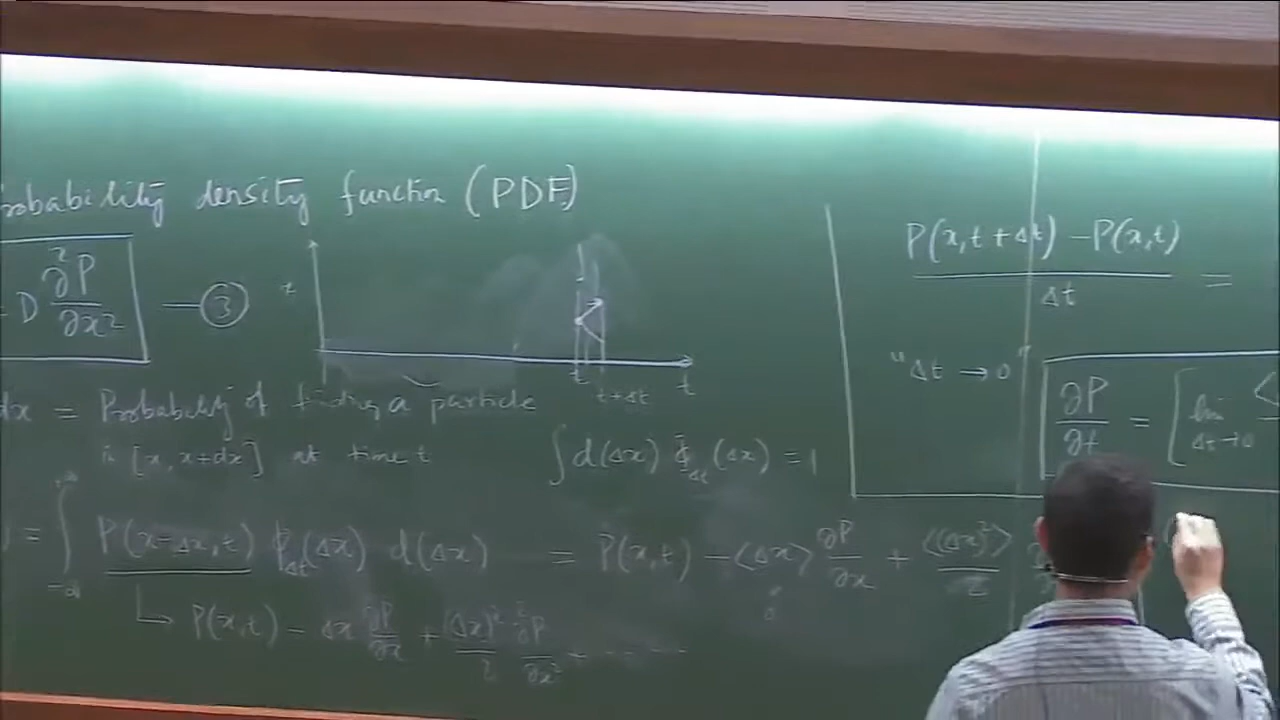 robability density function (PDF)
D ∂²P/∂x² — ③
x
t
t+Δt
t
dx = Probability of finding a particle
in [x, x+dx] at time t
∫ d(Δx) ϕ_Δt (Δx) = 1
= ∫_{-∞}^{+∞} P(x-Δx, t) ϕ_Δt(Δx) d(Δx) = P(x,t) - <Δx> ∂P/∂x + <(Δx)²>/2
0
↳ P(x,t) - Δx ∂P/∂x + (Δx)²/2 ∂²P/∂x² + ......
P(x, t+Δt) - P(x,t) / Δt =
"Δt → 0"
∂P/∂t = [ lim Δt→0